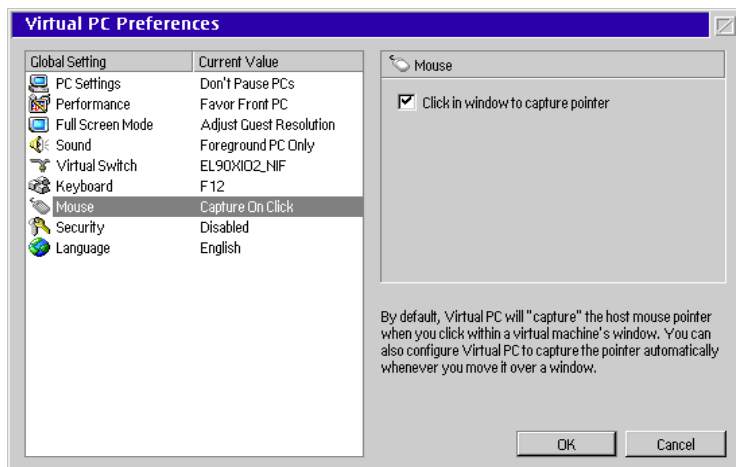 Virtual PC Preferences
Global Setting Current Value
PC Settings Don't Pause PCs
Performance Favor Front PC
Full Screen Mode Adjust Guest Resolution
Sound Foreground PC Only
Virtual Switch EL90XIO2_NIF
Keyboard F12
Mouse Capture On Click
Security Disabled
Language English
Mouse
Click in window to capture pointer
By default, Virtual PC will "capture" the host mouse pointer
when you click within a virtual machine's window. You can
also configure Virtual PC to capture the pointer automatically
whenever you move it over a window.
OK Cancel